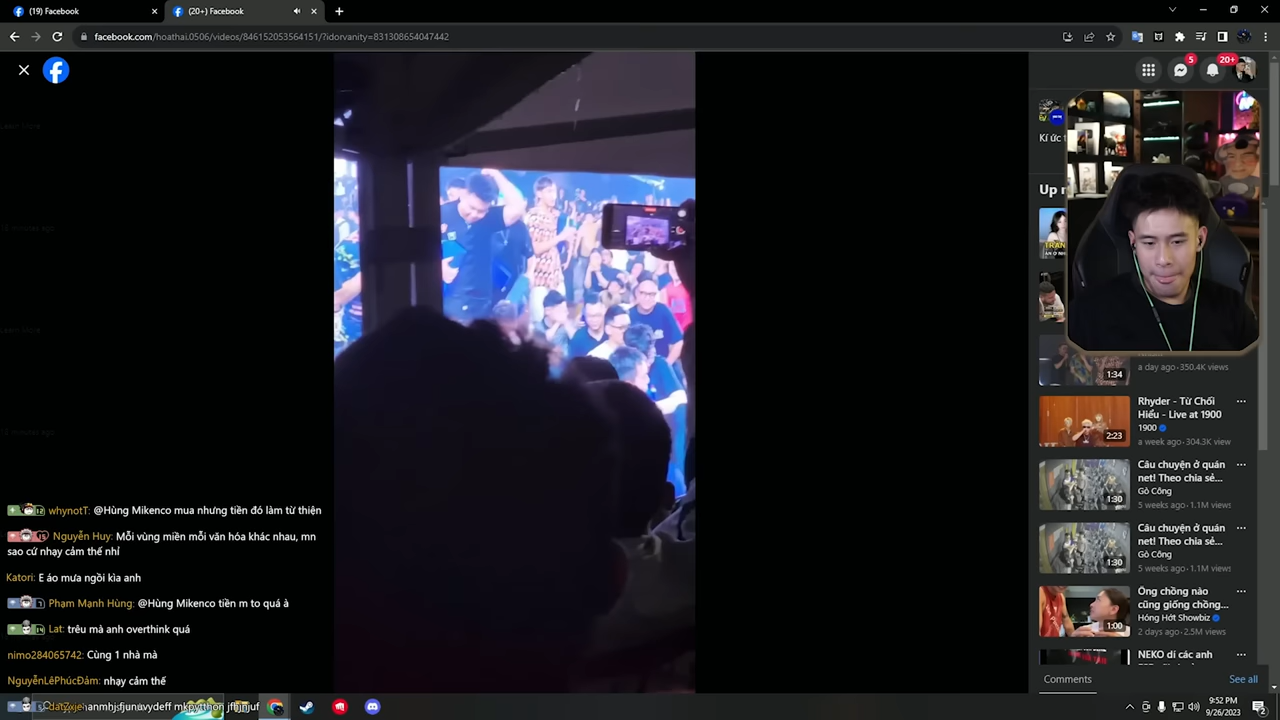 (19) Facebook
(20+) Facebook
facebook.com/hoathai.0506/videos/846152053564151/?idorvanity=831308654047442
5
20+
Kí ức t
Up n
1:34
a day ago · 350.4K views
Rhyder - Từ Chối
Hiểu - Live at 1900
1900
a week ago · 304.3K views
2:23
Câu chuyện ở quán
net! Theo chia sẻ...
Gò Công
5 weeks ago · 1.1M views
1:30
Câu chuyện ở quán
net! Theo chia sẻ...
Gò Công
5 weeks ago · 1.1M views
1:30
Ông chồng nào
cũng giống chồng...
Hóng Hớt Showbiz
2 days ago · 2.5M views
1:00
NEKO dí các anh
Comments
See all
whynotT: @Hùng Mikenco mua nhưng tiền đó làm từ thiện
Nguyễn Huy: Mỗi vùng miền mỗi văn hóa khác nhau, mn
sao cứ nhạy cảm thế nhỉ
Katori: E áo mưa ngồi kìa anh
Phạm Mạnh Hùng: @Hùng Mikenco tiền m to quá à
Lat: trêu mà anh overthink quá
nimo284065742: Cùng 1 nhà mà
NguyễnLêPhúcĐảm: nhạy cảm thế
9:52 PM
9/26/2023
2